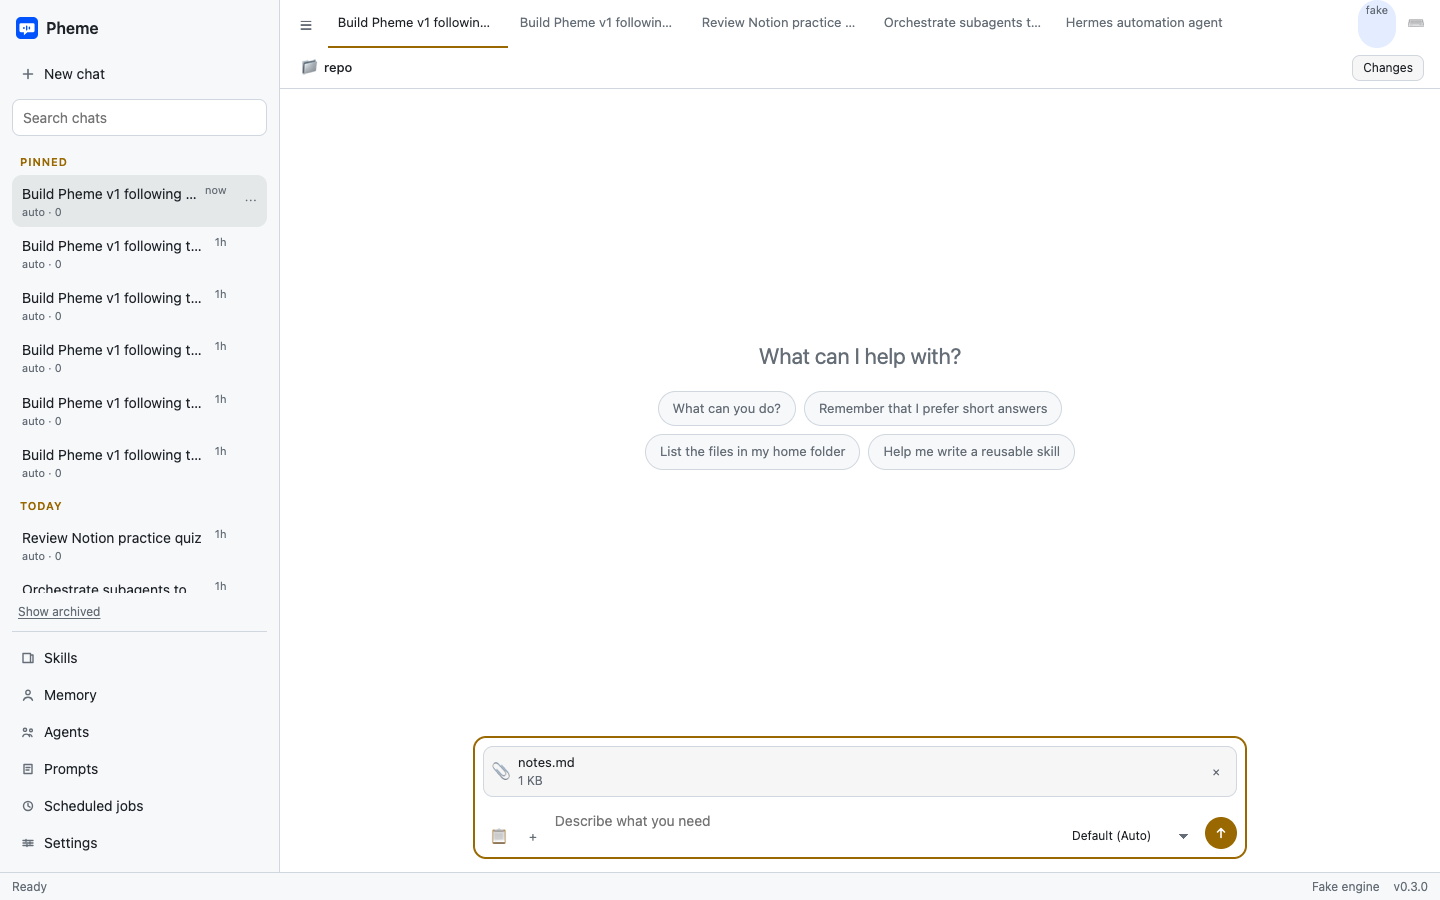 Pheme
New chat
Search chats
PINNED
Build Pheme v1 following ... now
auto · 0
Build Pheme v1 following t... 1h
auto · 0
Build Pheme v1 following t... 1h
auto · 0
Build Pheme v1 following t... 1h
auto · 0
Build Pheme v1 following t... 1h
auto · 0
Build Pheme v1 following t... 1h
auto · 0
TODAY
Review Notion practice quiz 1h
auto · 0
Orchestrate subagents to 1h
Show archived
Skills
Memory
Agents
Prompts
Scheduled jobs
Settings
Build Pheme v1 followin... Build Pheme v1 followin... Review Notion practice ... Orchestrate subagents t... Hermes automation agent fake
repo Changes
What can I help with?
What can you do? Remember that I prefer short answers
List the files in my home folder Help me write a reusable skill
notes.md
1 KB
Describe what you need
Default (Auto)
Ready Fake engine v0.3.0